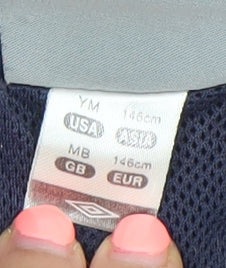 YM 146cm
USA ASIA
MB 146cm
GB EUR